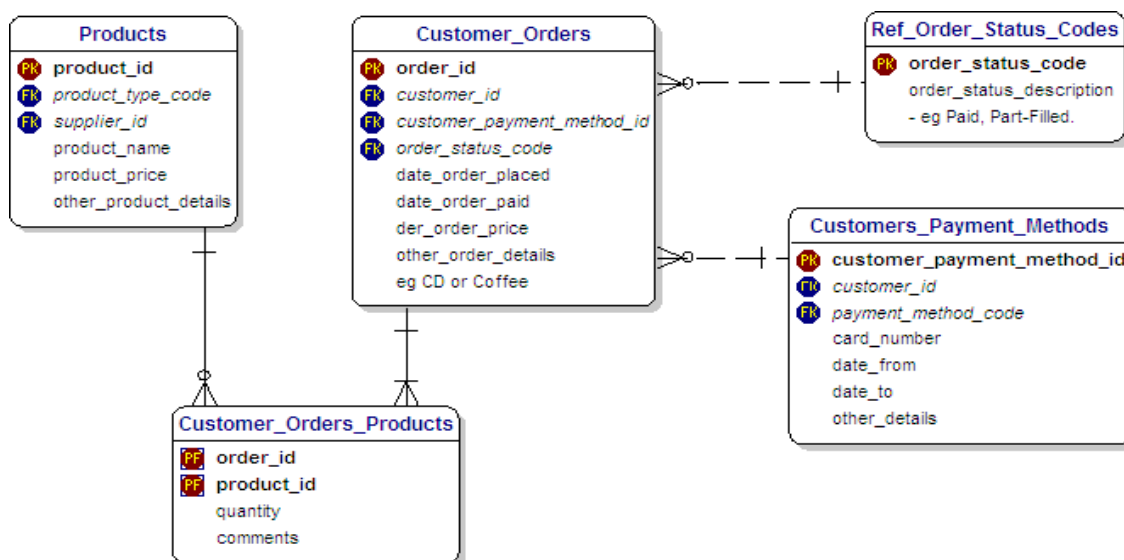 Products
PK product_id
FK product_type_code
FK supplier_id
product_name
product_price
other_product_details
Customer_Orders
PK order_id
FK customer_id
FK customer_payment_method_id
FK order_status_code
date_order_placed
date_order_paid
der_order_price
other_order_details
eg CD or Coffee
Ref_Order_Status_Codes
PK order_status_code
order_status_description
- eg Paid, Part-Filled.
Customers_Payment_Methods
PK customer_payment_method_id
FK customer_id
FK payment_method_code
card_number
date_from
date_to
other_details
Customer_Orders_Products
PF order_id
PF product_id
quantity
comments